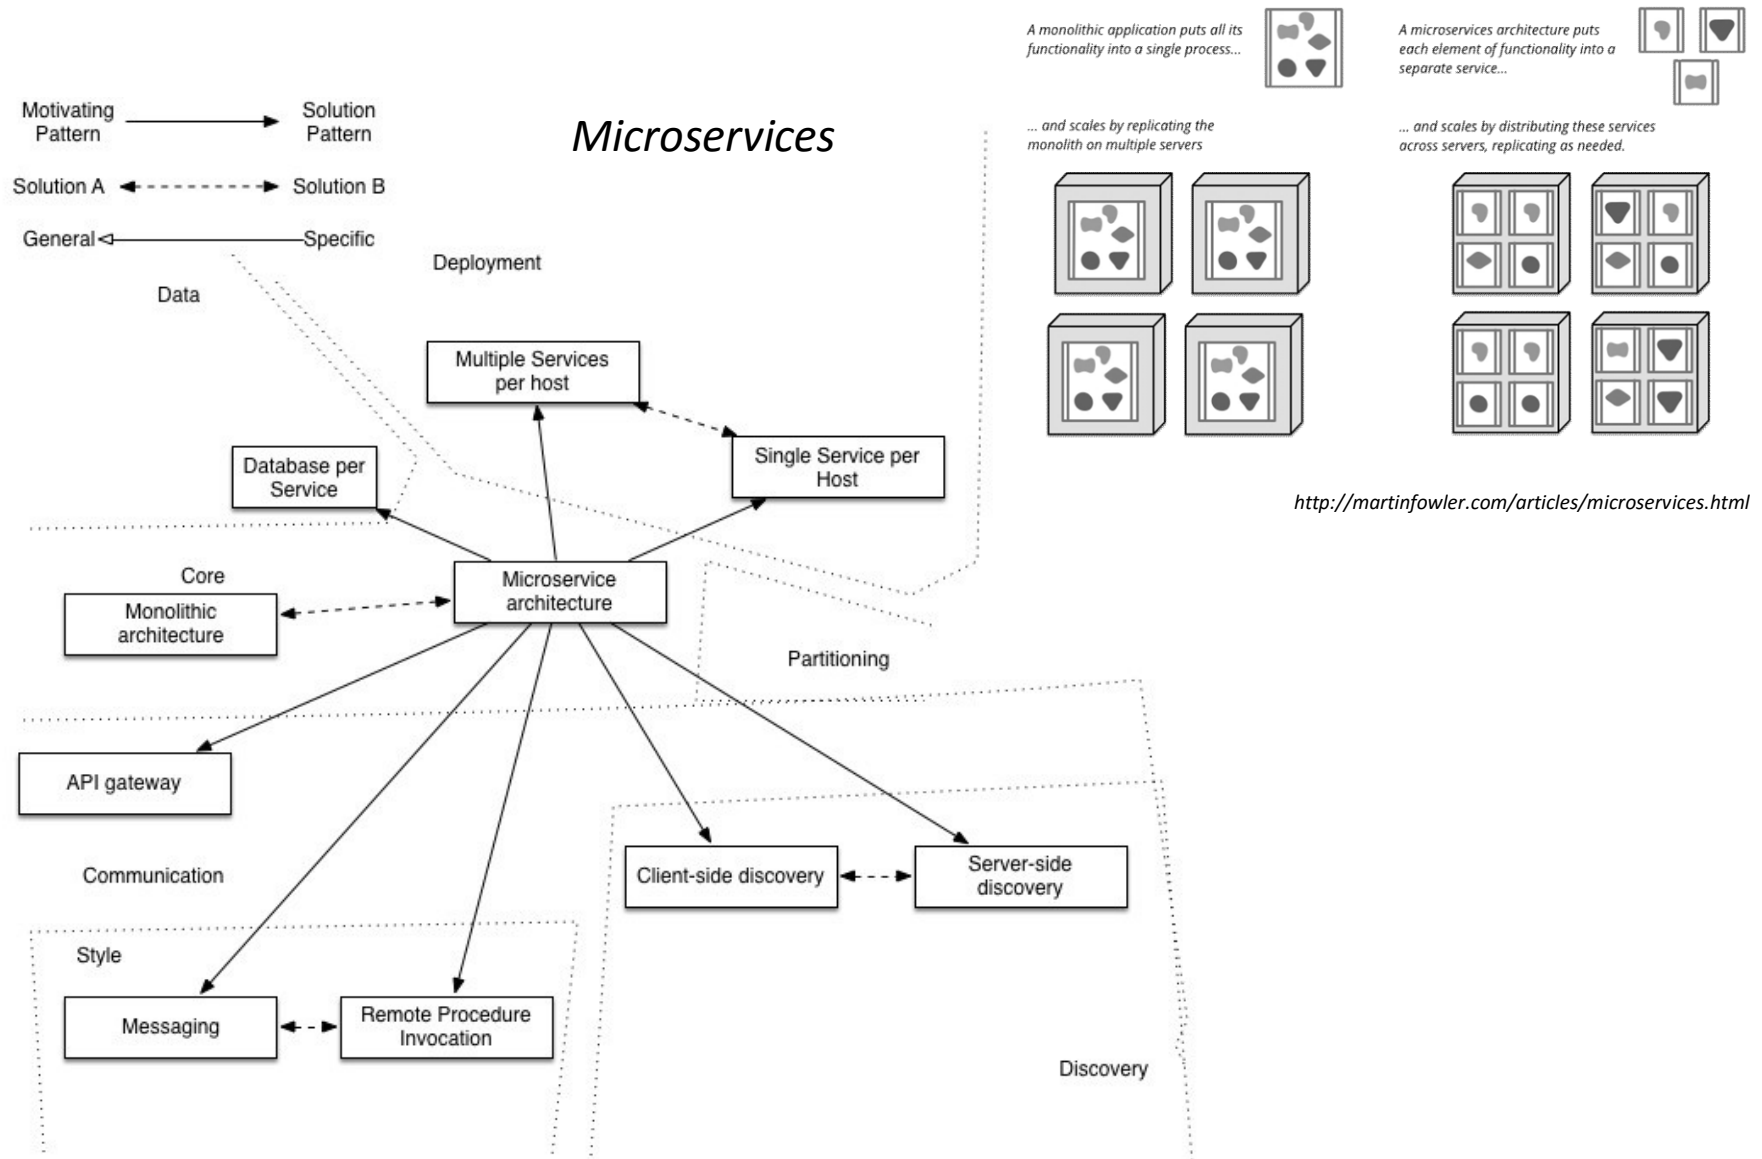 Microservices
Motivating
Pattern
Solution
Pattern
Solution A
Solution B
General
Specific
Data
Deployment
Multiple Services
per host
Single Service per
Host
Database per
Service
Core
Monolithic
architecture
Microservice
architecture
Partitioning
API gateway
Communication
Client-side discovery
Server-side
discovery
Style
Messaging
Remote Procedure
Invocation
Discovery
A monolithic application puts all its
functionality into a single process...
... and scales by replicating the
monolith on multiple servers
A microservices architecture puts
each element of functionality into a
separate service...
... and scales by distributing these services
across servers, replicating as needed.
http://martinfowler.com/articles/microservices.html